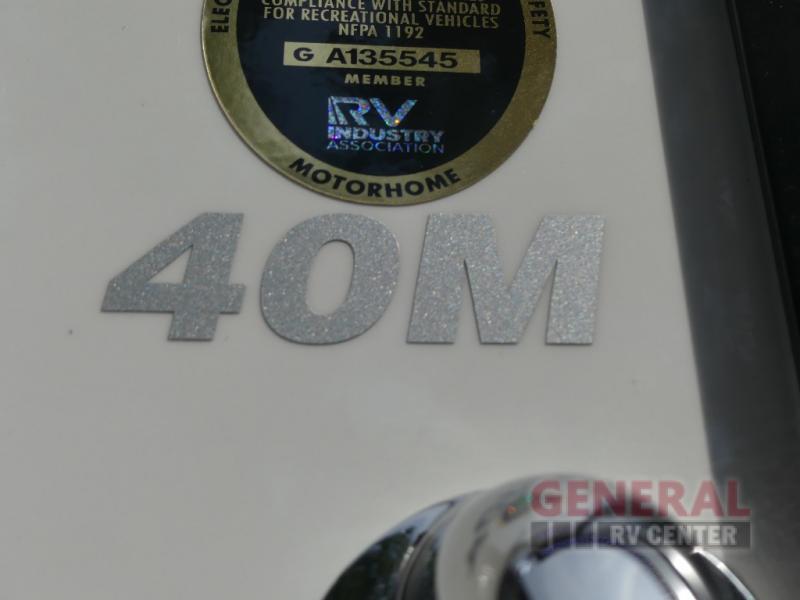 COMPLIANCE WITH STANDARD
FOR RECREATIONAL VEHICLES
NFPA 1192
G A135545
MEMBER
RV
INDUSTRY
ASSOCIATION
MOTORHOME
40M
GENERAL
RV CENTER